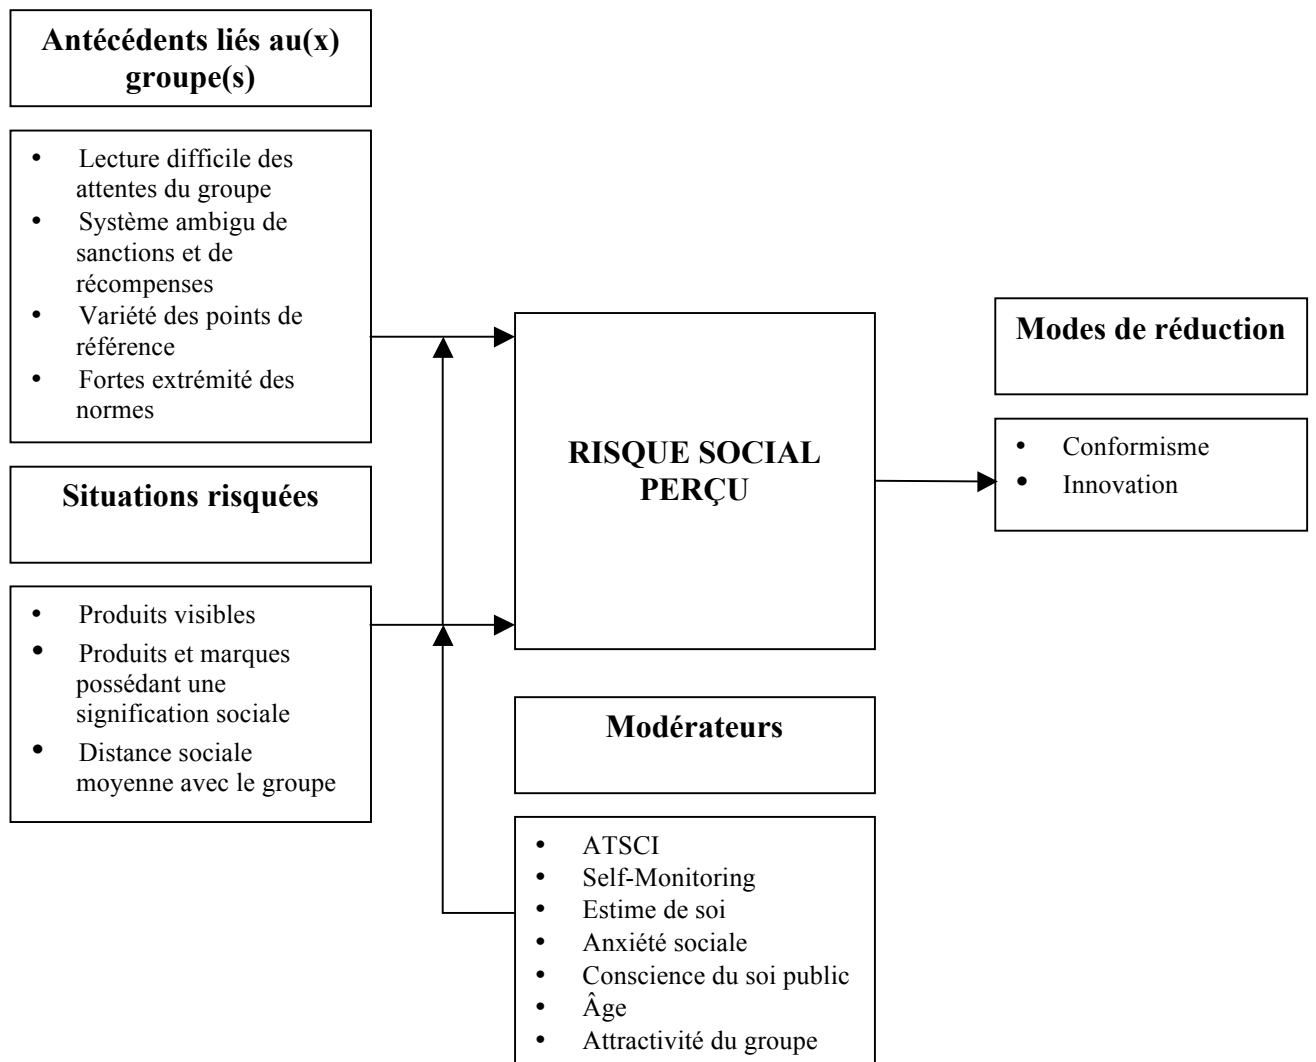 Antécédents liés au(x)
groupe(s)
• Lecture difficile des
attentes du groupe
• Système ambigu de
sanctions et de
récompenses
• Variété des points de
référence
• Fortes extrémité des
normes
Situations risquées
• Produits visibles
• Produits et marques
possédant une
signification sociale
• Distance sociale
moyenne avec le groupe
RISQUE SOCIAL
PERÇU
Modérateurs
• ATSCI
• Self-Monitoring
• Estime de soi
• Anxiété sociale
• Conscience du soi public
• Âge
• Attractivité du groupe
Modes de réduction
• Conformisme
• Innovation